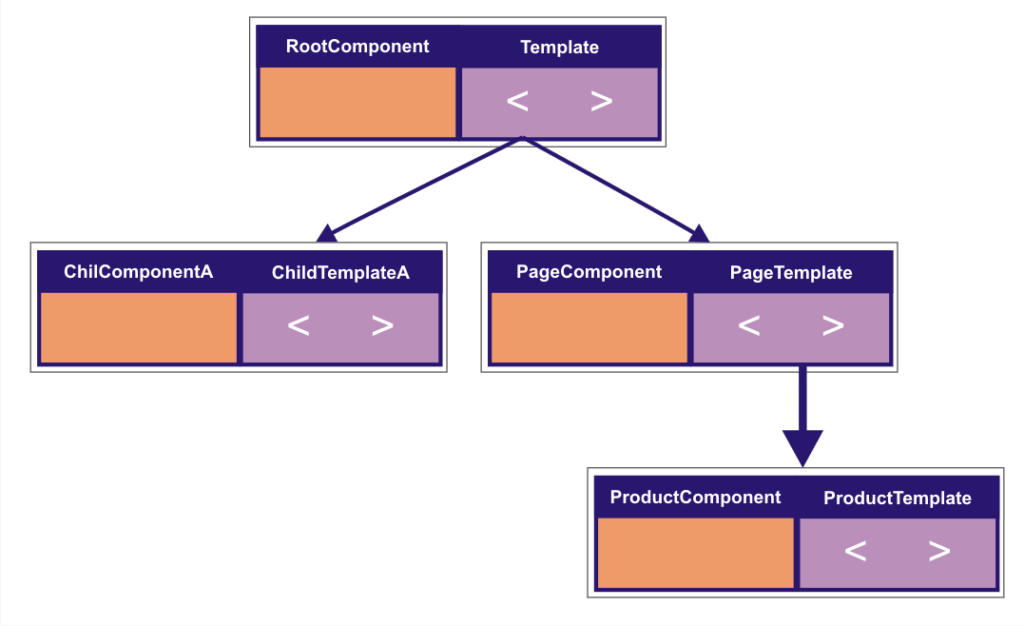 RootComponent Template
< >
ChilComponentA ChildTemplateA
< >
PageComponent PageTemplate
< >
ProductComponent ProductTemplate
< >